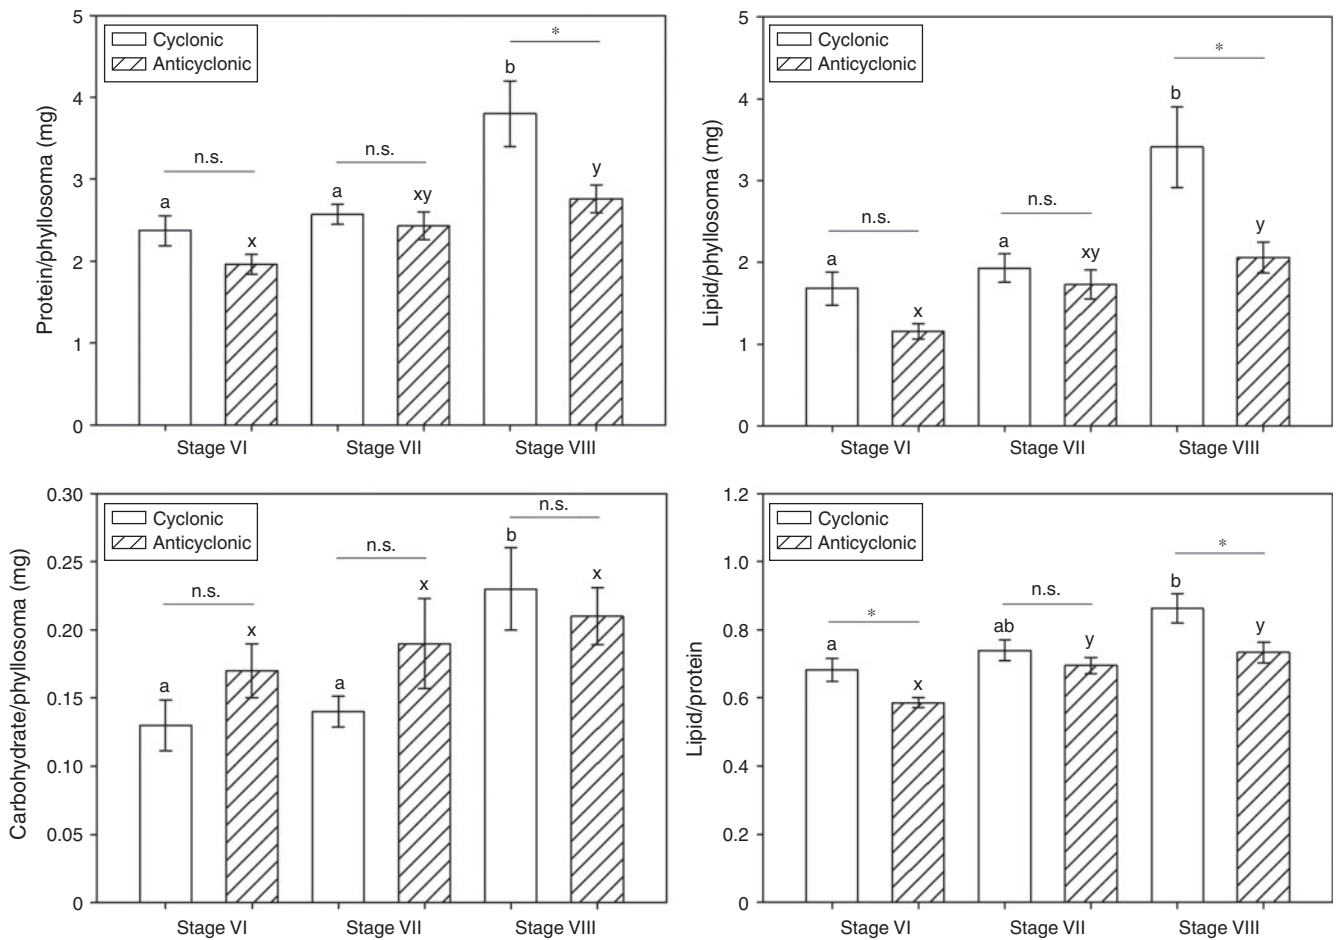 Protein/phyllosoma (mg)
5
4
3
2
1
0
Cyclonic
Anticyclonic
n.s.
n.s.
*
a
x
a
xy
b
y
Stage VI
Stage VII
Stage VIII
Lipid/phyllosoma (mg)
5
4
3
2
1
0
Cyclonic
Anticyclonic
n.s.
n.s.
*
a
x
a
xy
b
y
Stage VI
Stage VII
Stage VIII
Carbohydrate/phyllosoma (mg)
0.30
0.25
0.20
0.15
0.10
0.05
0
Cyclonic
Anticyclonic
n.s.
n.s.
n.s.
a
x
a
x
b
x
Stage VI
Stage VII
Stage VIII
Lipid/protein
1.2
1.0
0.8
0.6
0.4
0.2
0
Cyclonic
Anticyclonic
*
n.s.
*
a
x
ab
y
b
y
Stage VI
Stage VII
Stage VIII